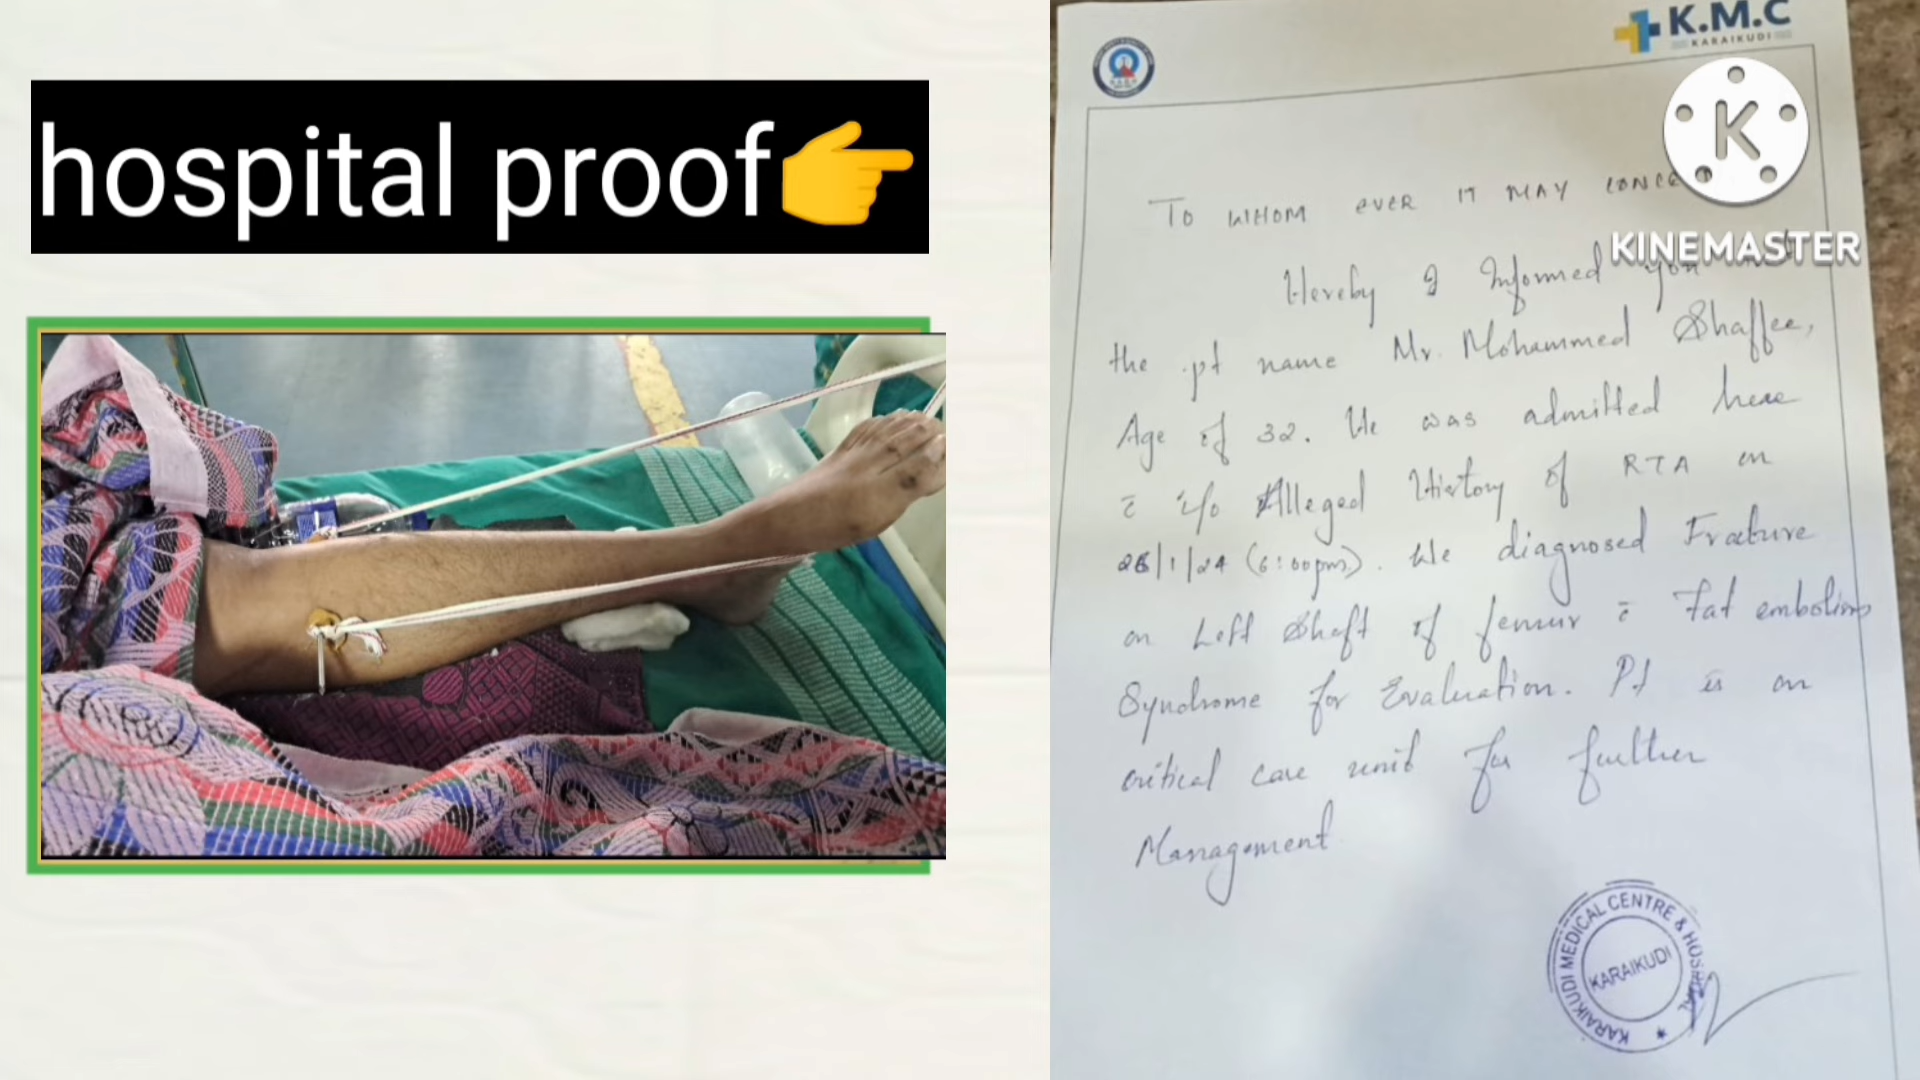 hospital proof👉
K.M.C
KARAIKUDI
TO WHOM EVER IT MAY
KINEMASTER
Hereby I Informed you
the pt name Mr. Mohammed Shaffee,
Age of 32. He was admitted here
c̄ Alleged History of RTA on
26/1/24 (6:00pm). We diagnosed Fracture
on Left Shaft of femur c̄ Fat embolism
Syndrome for Evaluation. Pt is on
critical care unit for further
Management
KARAIKUDI MEDICAL CENTRE & HOSPITAL
KARAIKUDI